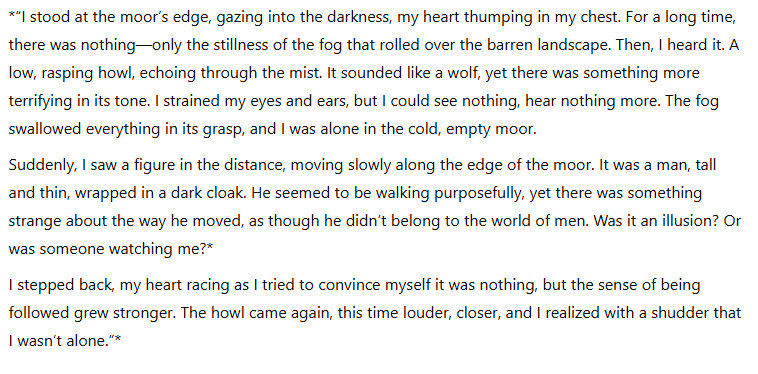 *"I stood at the moor's edge, gazing into the darkness, my heart thumping in my chest. For a long time,
there was nothing—only the stillness of the fog that rolled over the barren landscape. Then, I heard it. A
low, rasping howl, echoing through the mist. It sounded like a wolf, yet there was something more
terrifying in its tone. I strained my eyes and ears, but I could see nothing, hear nothing more. The fog
swallowed everything in its grasp, and I was alone in the cold, empty moor.
Suddenly, I saw a figure in the distance, moving slowly along the edge of the moor. It was a man, tall
and thin, wrapped in a dark cloak. He seemed to be walking purposefully, yet there was something
strange about the way he moved, as though he didn't belong to the world of men. Was it an illusion? Or
was someone watching me?*
I stepped back, my heart racing as I tried to convince myself it was nothing, but the sense of being
followed grew stronger. The howl came again, this time louder, closer, and I realized with a shudder that
I wasn't alone."*